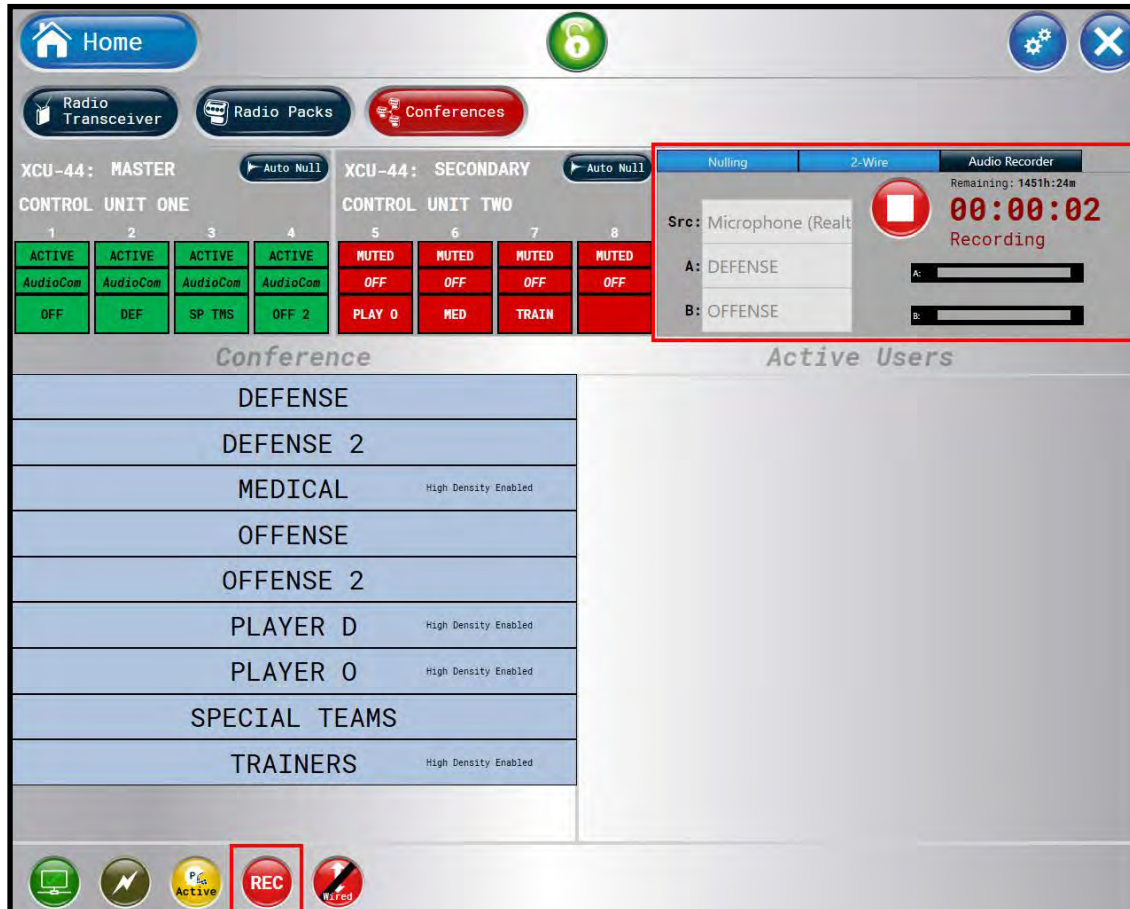 Home
Radio
Transceiver
Radio Packs
Conferences
XCU-44: MASTER
Auto Null
CONTROL UNIT ONE
1 2 3 4
ACTIVE ACTIVE ACTIVE ACTIVE
AudioCom AudioCom AudioCom AudioCom
OFF DEF SP TMS OFF 2
XCU-44: SECONDARY
Auto Null
CONTROL UNIT TWO
5 6 7 8
MUTED MUTED MUTED MUTED
OFF OFF OFF OFF
PLAY O MED TRAIN
Nulling 2-Wire Audio Recorder
Src: Microphone (Realt
A: DEFENSE
B: OFFENSE
Remaining: 1451h:24m
00:00:02
Recording
A:
B:
Conference
DEFENSE
DEFENSE 2
MEDICAL High Density Enabled
OFFENSE
OFFENSE 2
PLAYER D High Density Enabled
PLAYER O High Density Enabled
SPECIAL TEAMS
TRAINERS High Density Enabled
Active Users
Active
REC
Wired